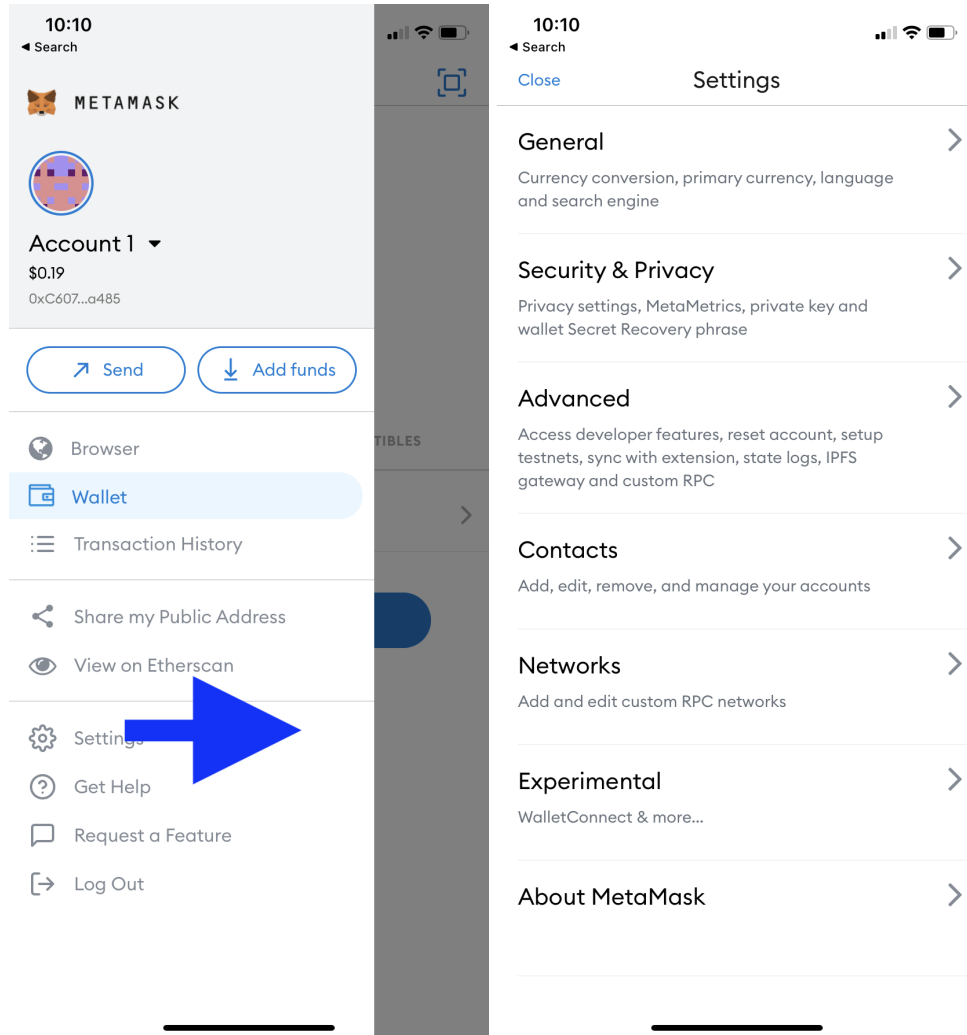 10:10
◀ Search
METAMASK
Account 1
$0.19
0xC607...a485
Send
Add funds
Browser
Wallet
Transaction History
Share my Public Address
View on Etherscan
Settings
Get Help
Request a Feature
Log Out
TIBLES
10:10
◀ Search
Close
Settings
General
Currency conversion, primary currency, language
and search engine
Security & Privacy
Privacy settings, MetaMetrics, private key and
wallet Secret Recovery phrase
Advanced
Access developer features, reset account, setup
testnets, sync with extension, state logs, IPFS
gateway and custom RPC
Contacts
Add, edit, remove, and manage your accounts
Networks
Add and edit custom RPC networks
Experimental
WalletConnect & more...
About MetaMask